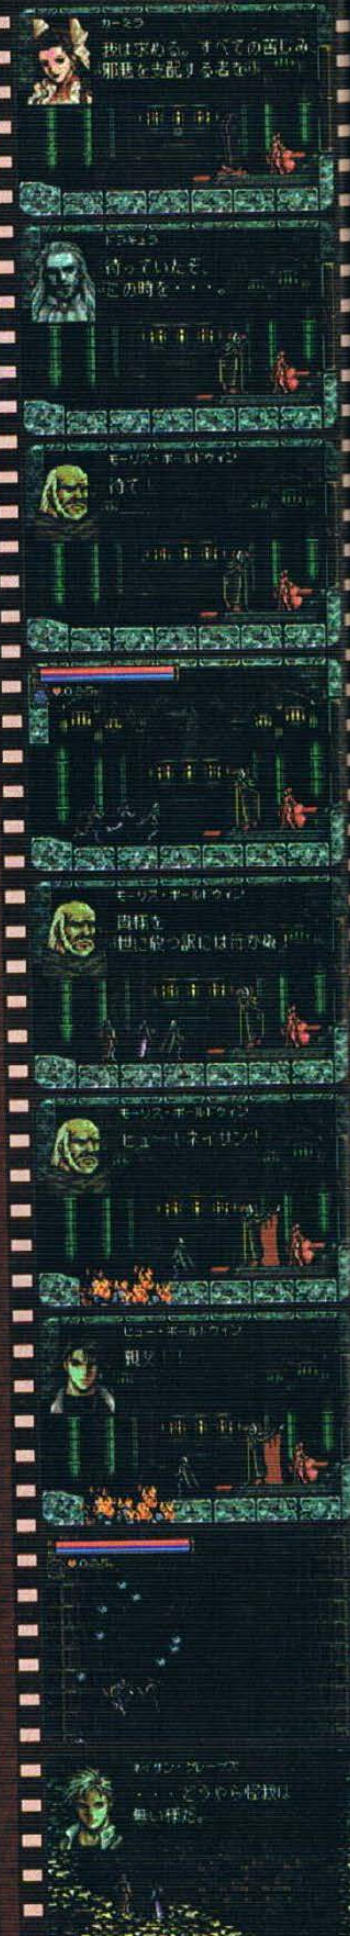 カーミラ
我は求める。すべての苦しみ、
邪悪を支配する者を
ドラキュラ
待っていたぞ、
この時を・・・。
モーリス・ボールドウィン
待て！
モーリス・ボールドウィン
貴様を
世に放つ訳には行かぬ！
モーリス・ボールドウィン
ヒュー！ネイサン！
ヒュー・ボールドウィン
親父！！
ネイサン・グレーブズ
・・・どうやら怪我は
無い様だ。